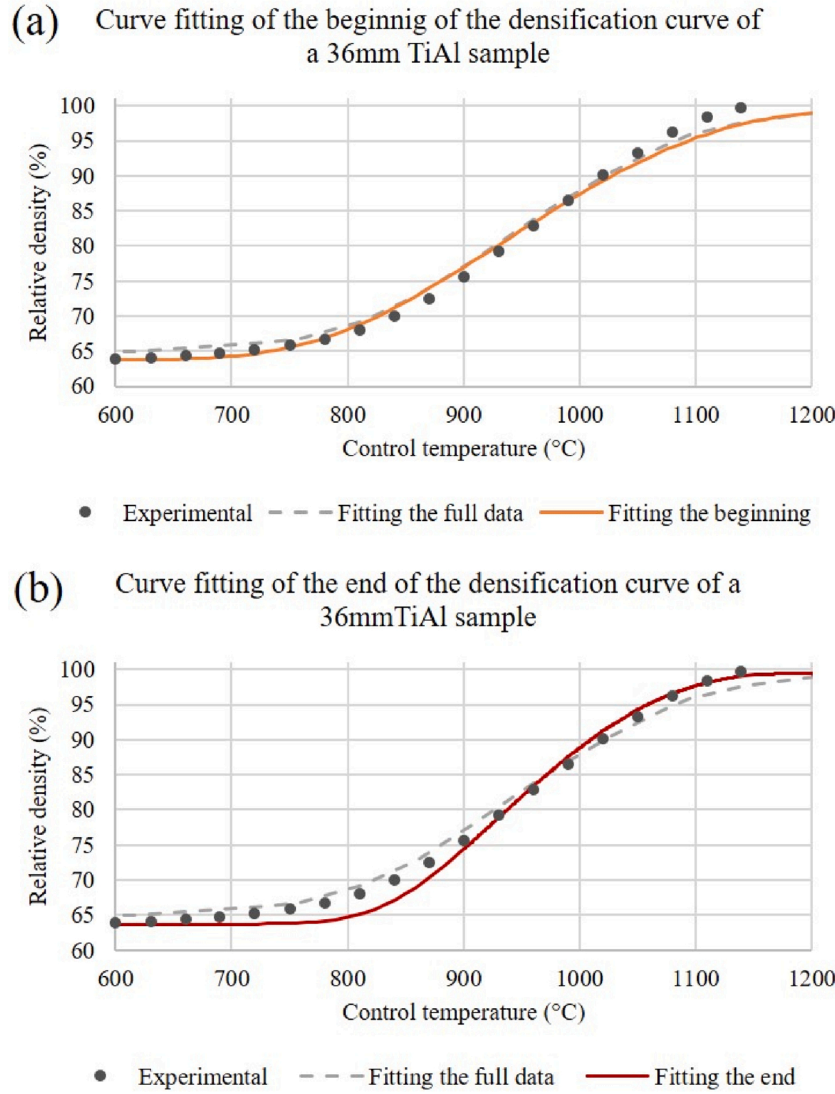 (a)
Curve fitting of the beginnig of the densification curve of
a 36mm TiAl sample
Relative density (%)
100
95
90
85
80
75
70
65
60
600 700 800 900 1000 1100 1200
Control temperature (°C)
Experimental Fitting the full data Fitting the beginning
(b)
Curve fitting of the end of the densification curve of a
36mmTiAl sample
Relative density (%)
100
95
90
85
80
75
70
65
60
600 700 800 900 1000 1100 1200
Control temperature (°C)
Experimental Fitting the full data Fitting the end